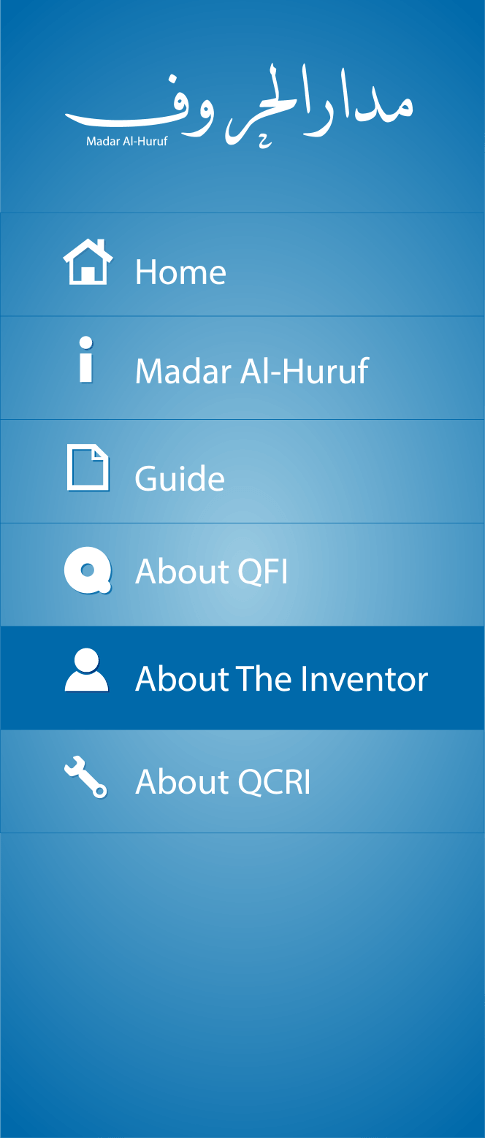 مدار الحروف
Madar Al-Huruf
Home
Madar Al-Huruf
Guide
About QFI
About The Inventor
About QCRI